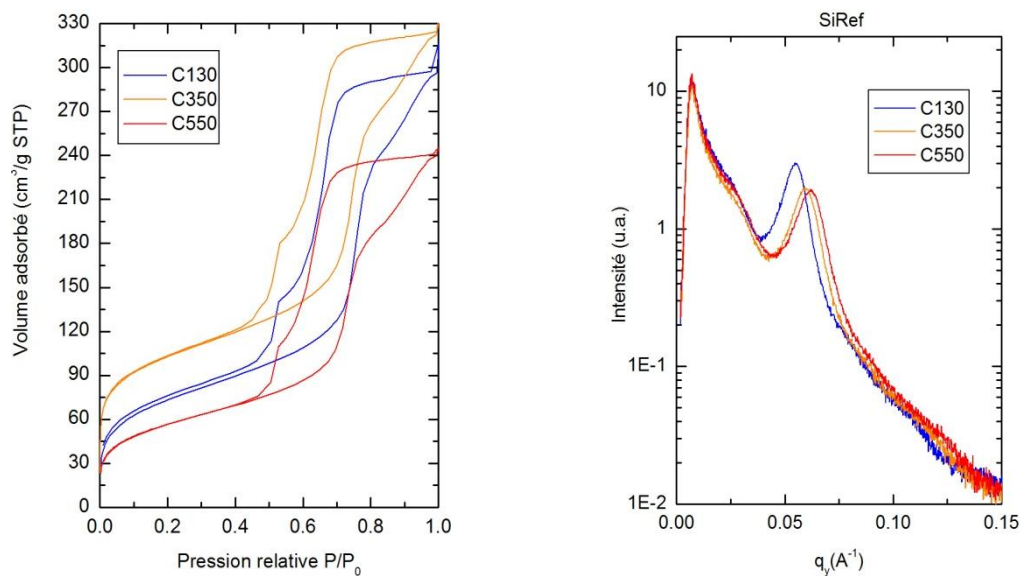 330
300
270
240
210
180
150
120
90
60
30
0
Volume adsorbé (cm³/g STP)
C130
C350
C550
0.0 0.2 0.4 0.6 0.8 1.0
Pression relative P/P₀
SiRef
10
1
1E-1
1E-2
Intensité (u.a.)
C130
C350
C550
0.00 0.05 0.10 0.15
q_y(A⁻¹)